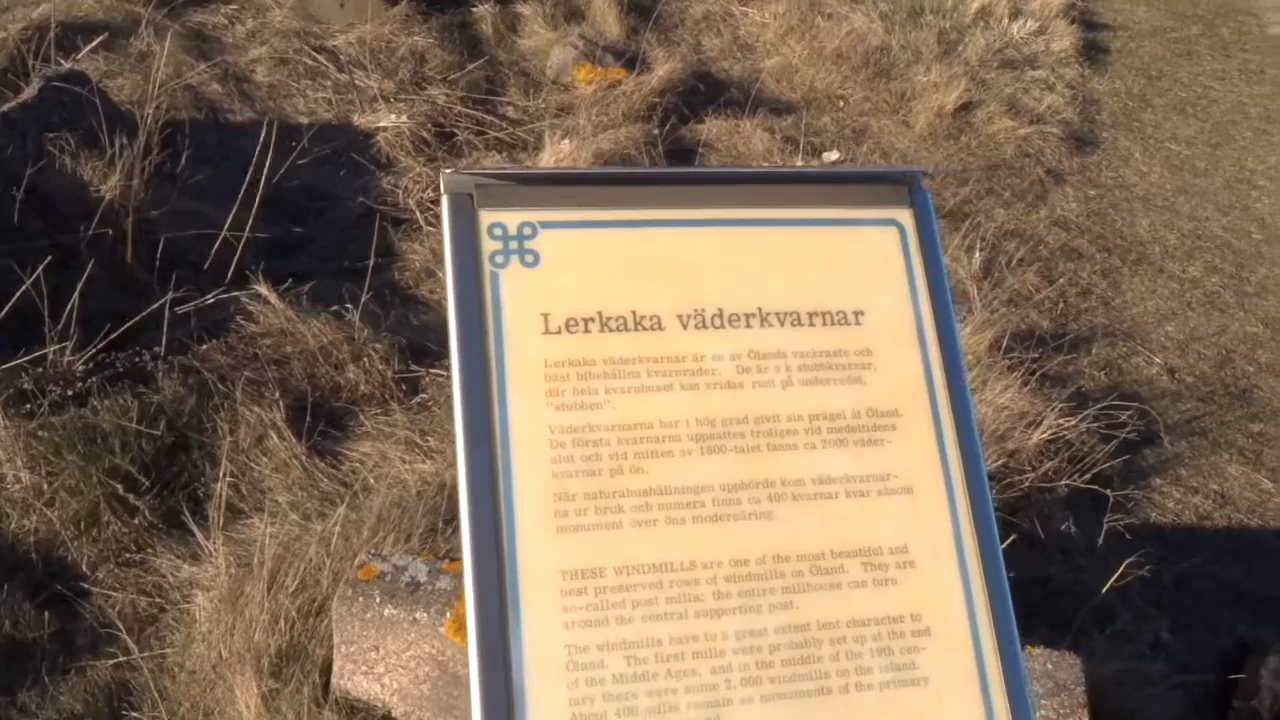 Lerkaka väderkvarnar
Lerkaka väderkvarnar är en av Ölands vackraste och
bäst bibehållna kvarnrader. De är s k stubbkvarnar,
där hela kvarnhuset kan vridas runt på underredet,
"stubben".
Väderkvarnarna har i hög grad givit sin prägel åt Öland.
De första kvarnarna uppsattes troligen vid medeltidens
slut och vid mitten av 1800-talet fanns ca 2000 väder-
kvarnar på ön.
När naturahushållningen upphörde kom väderkvarnar-
na ur bruk och numera finns ca 400 kvarnar kvar såsom
monument över öns modernäring.
THESE WINDMILLS are one of the most beautiful and
best preserved rows of windmills on Öland. They are
so-called post mills; the entire millhouse can turn
around the central supporting post.
The windmills have to a great extent lent character to
Öland. The first mills were probably set up at the end
of the Middle Ages, and in the middle of the 19th cen-
tury there were some 2,000 windmills on the island.
About 400 mills remain as monuments of the primary